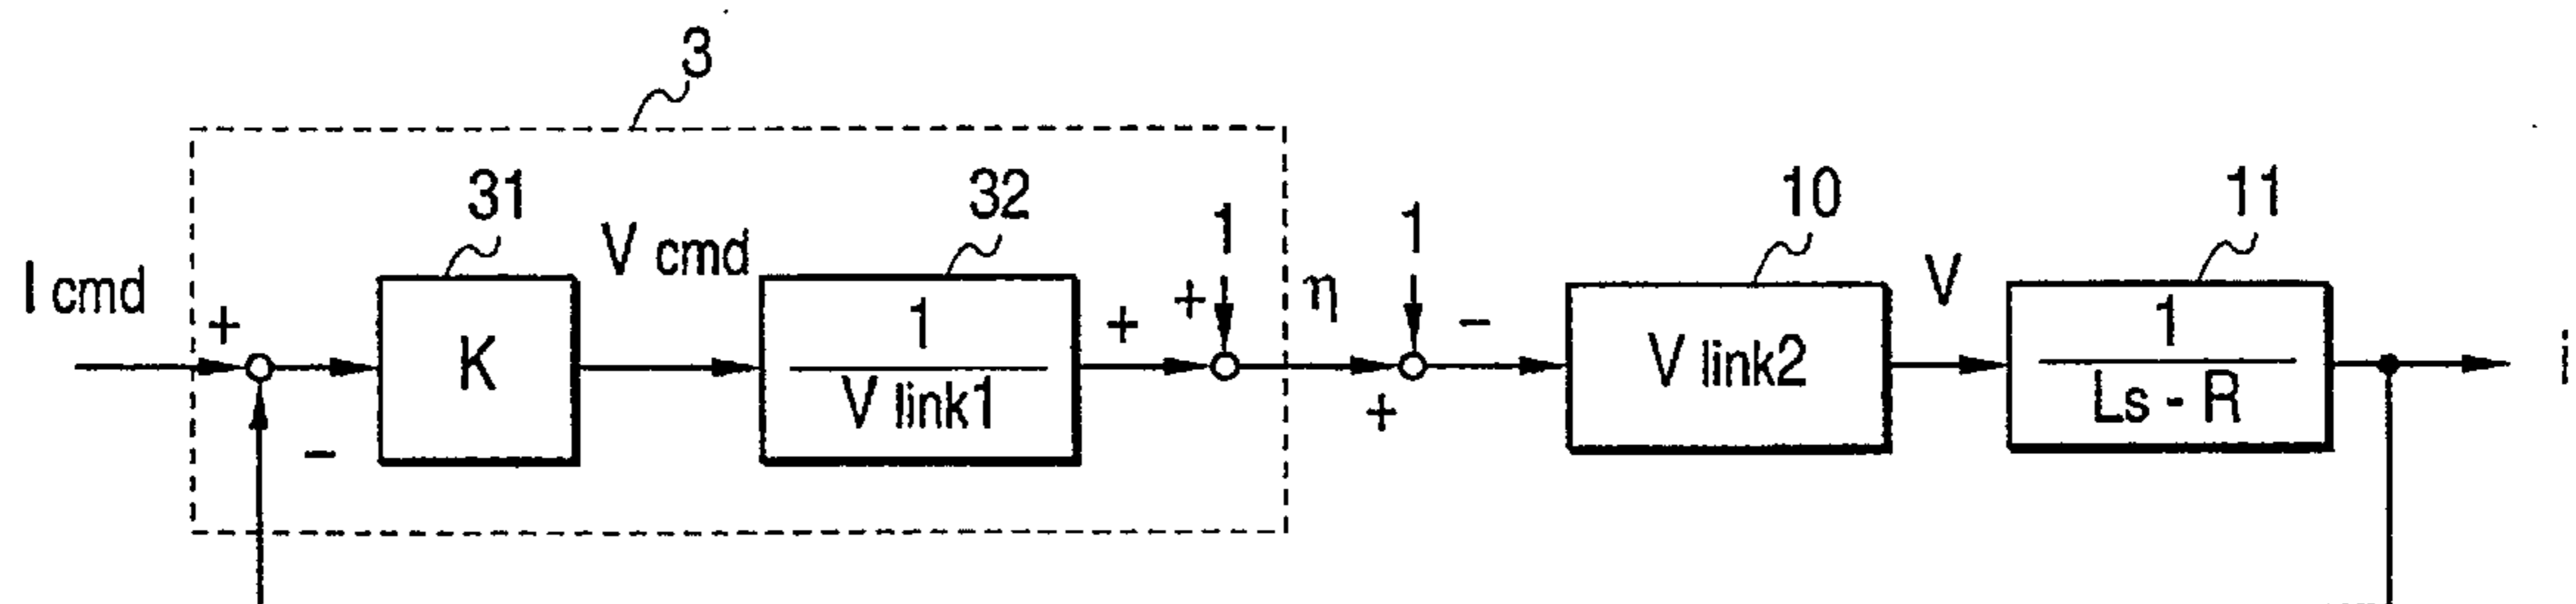 3
31
32
10
11
V cmd
1
1
I cmd
+
+
+
η
-
V
K
1
V link1
V link2
1
Ls - R
i
-
+